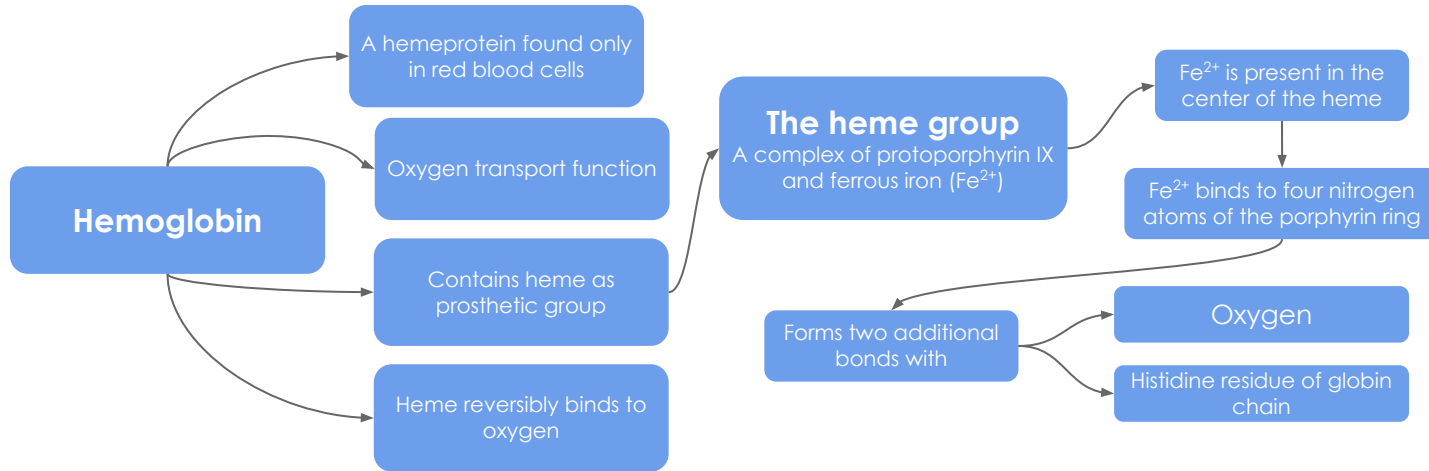 Hemoglobin
A hemeprotein found only
in red blood cells
Oxygen transport function
Contains heme as
prosthetic group
Heme reversibly binds to
oxygen
The heme group
A complex of protoporphyrin IX
and ferrous iron (Fe²⁺)
Fe²⁺ is present in the
center of the heme
Fe²⁺ binds to four nitrogen
atoms of the porphyrin ring
Forms two additional
bonds with
Oxygen
Histidine residue of globin
chain